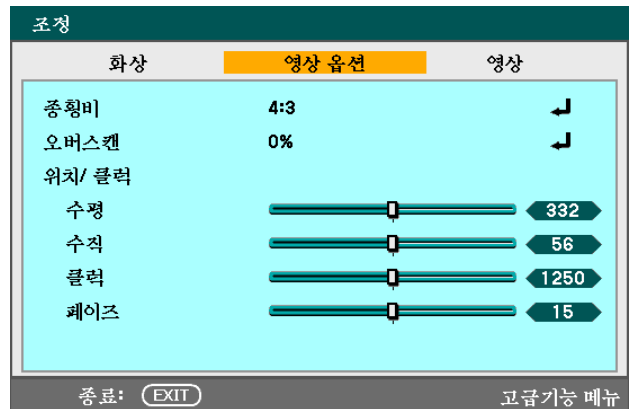 조정
화상 영상 옵션 영상
종횡비 4:3
오버스캔 0%
위치/ 클럭
수평 332
수직 56
클럭 1250
페이즈 15
종료: EXIT 고급기능 메뉴